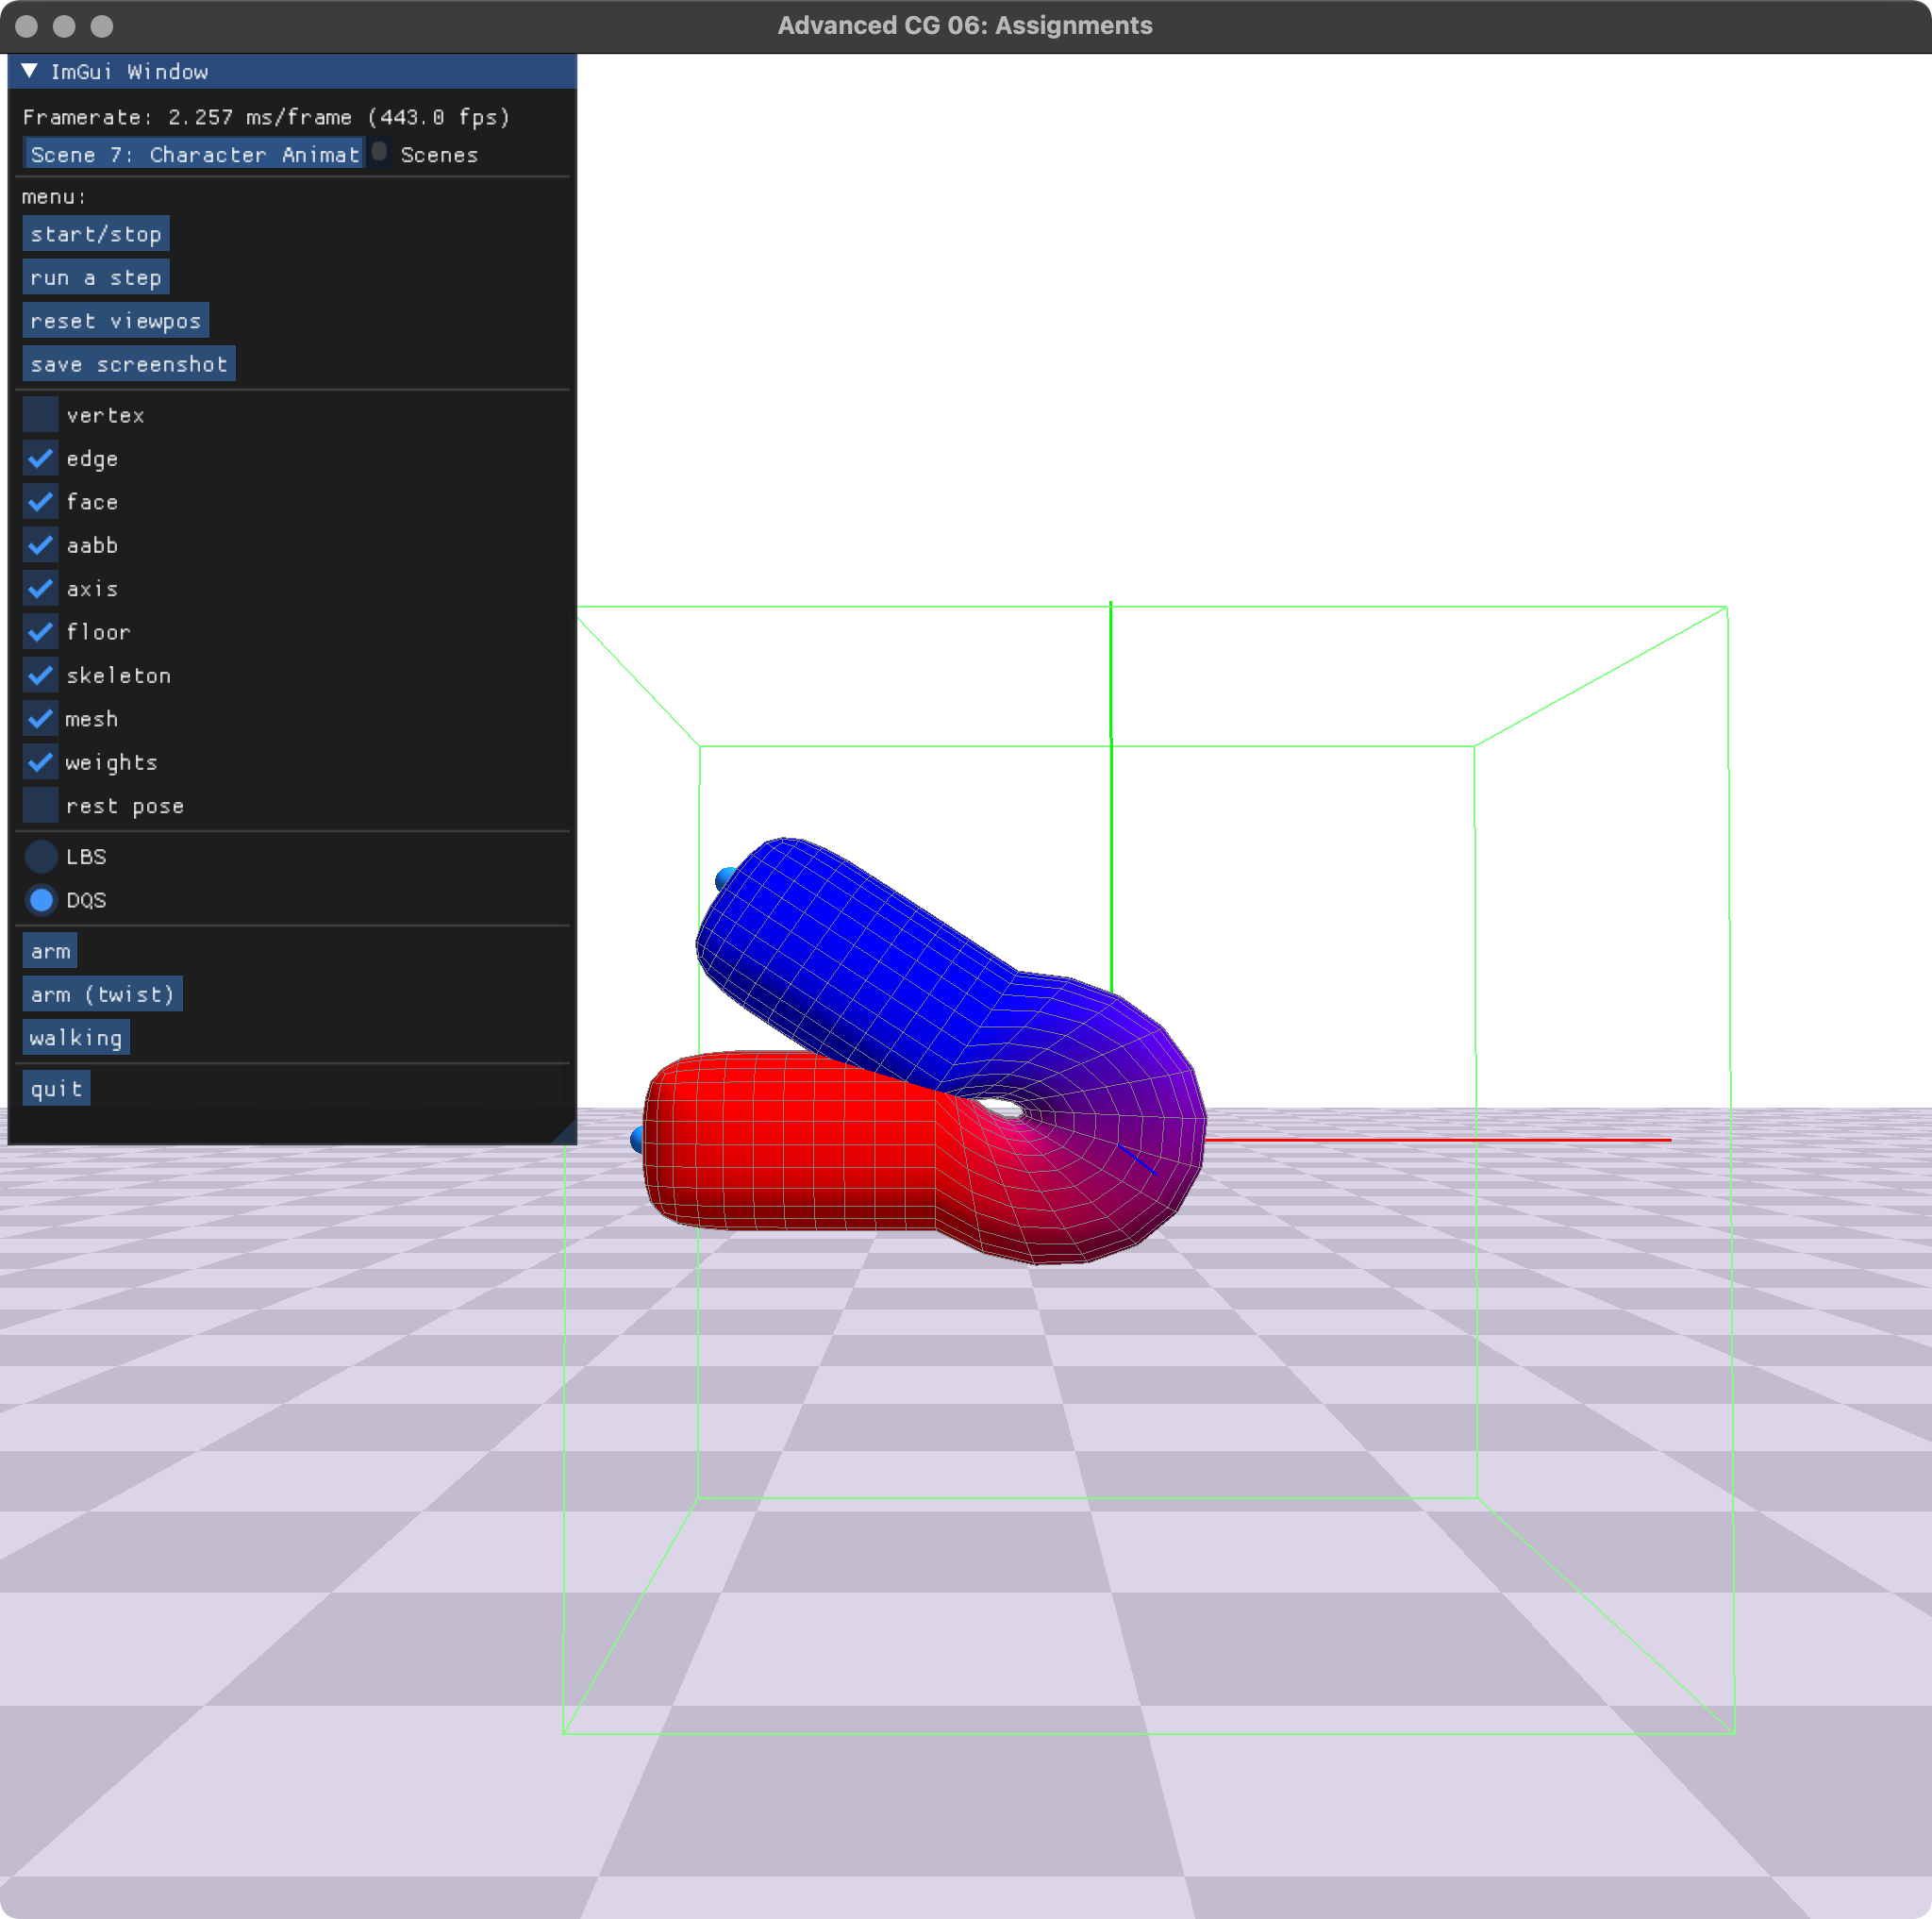 Advanced CG 06: Assignments
ImGui Window
Framerate: 2.257 ms/frame (443.0 fps)
Scene 7: Character Animat Scenes
menu:
start/stop
run a step
reset viewpos
save screenshot
vertex
edge
face
aabb
axis
floor
skeleton
mesh
weights
rest pose
LBS
DQS
arm
arm (twist)
walking
quit